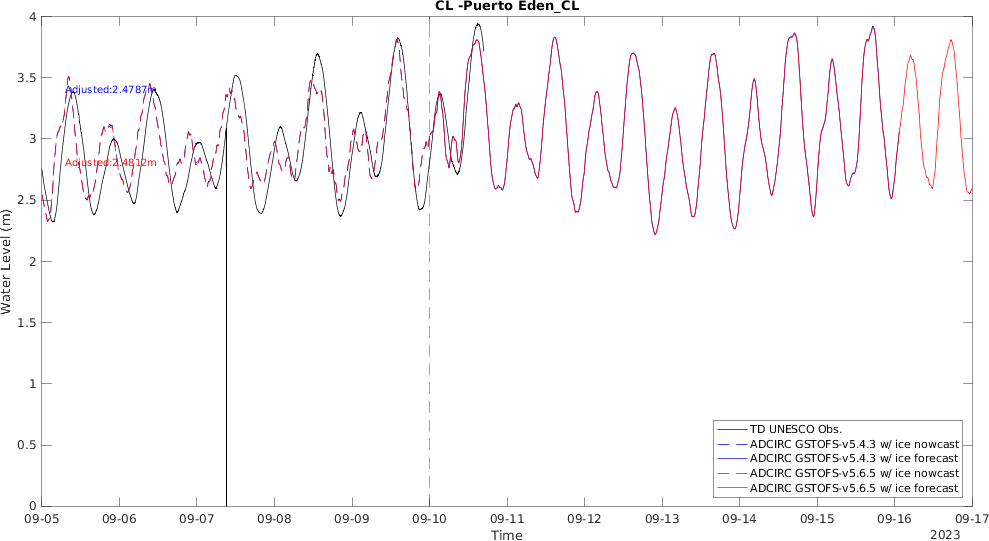 CL -Puerto Eden_CL
4
3.5
3
2.5
2
1.5
1
0.5
0
Water Level (m)
Adjusted:2.4787m
Adjusted:2.4812m
TD UNESCO Obs.
ADCIRC GSTOFS-v5.4.3 w/ ice nowcast
ADCIRC GSTOFS-v5.4.3 w/ ice forecast
ADCIRC GSTOFS-v5.6.5 w/ ice nowcast
ADCIRC GSTOFS-v5.6.5 w/ ice forecast
09-05 09-06 09-07 09-08 09-09 09-10 09-11 09-12 09-13 09-14 09-15 09-16 09-17
Time
2023